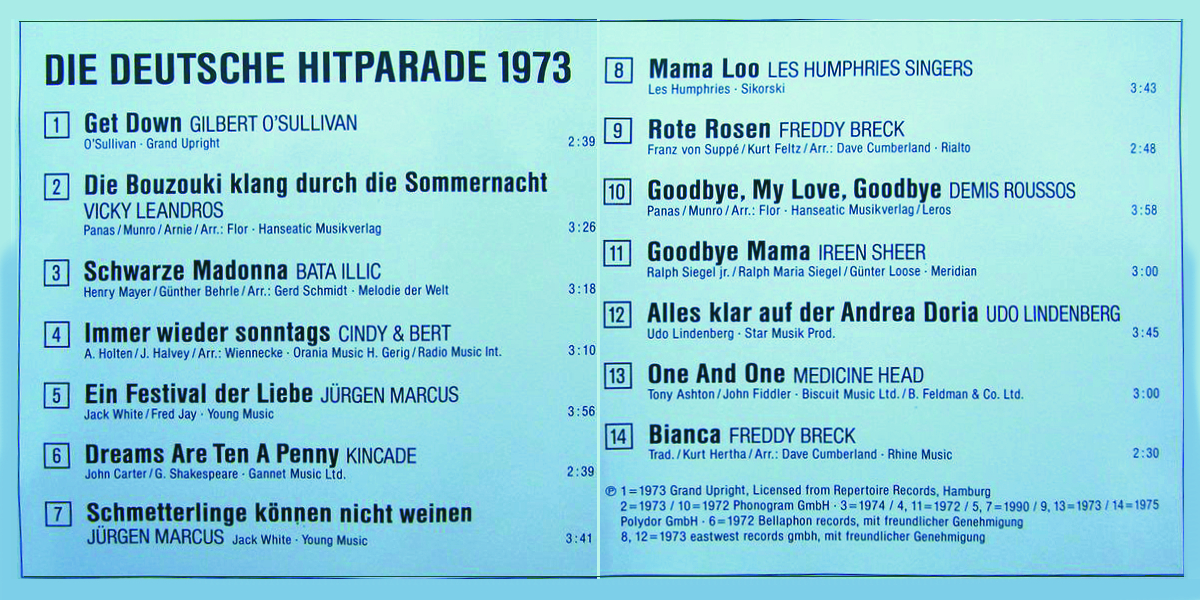 DIE DEUTSCHE HITPARADE 1973
1 Get Down GILBERT O'SULLIVAN
O'Sullivan · Grand Upright 2:39
2 Die Bouzouki klang durch die Sommernacht
VICKY LEANDROS
Panas/Munro/Arnie/Arr.: Flor · Hanseatic Musikverlag 3:26
3 Schwarze Madonna BATA ILLIC
Henry Mayer/Günther Behrle/Arr.: Gerd Schmidt · Melodie der Welt 3:18
4 Immer wieder sonntags CINDY & BERT
A. Holten/J. Halvey/Arr.: Wiennecke · Orania Music H. Gerig/Radio Music Int. 3:10
5 Ein Festival der Liebe JÜRGEN MARCUS
Jack White/Fred Jay · Young Music 3:56
6 Dreams Are Ten A Penny KINCADE
John Carter/G. Shakespeare · Gannet Music Ltd. 2:39
7 Schmetterlinge können nicht weinen
JÜRGEN MARCUS Jack White · Young Music 3:41
8 Mama Loo LES HUMPHRIES SINGERS
Les Humphries · Sikorski 3:43
9 Rote Rosen FREDDY BRECK
Franz von Suppé/Kurt Feltz/Arr.: Dave Cumberland · Rialto 2:48
10 Goodbye, My Love, Goodbye DEMIS ROUSSOS
Panas/Munro/Arr.: Flor · Hanseatic Musikverlag/Leros 3:58
11 Goodbye Mama IREEN SHEER
Ralph Siegel jr./Ralph Maria Siegel/Günter Loose · Meridian 3:00
12 Alles klar auf der Andrea Doria UDO LINDENBERG
Udo Lindenberg · Star Musik Prod. 3:45
13 One And One MEDICINE HEAD
Tony Ashton/John Fiddler · Biscuit Music Ltd./B. Feldman & Co. Ltd. 3:00
14 Bianca FREDDY BRECK
Trad./Kurt Hertha/Arr.: Dave Cumberland · Rhine Music 2:30
℗ 1=1973 Grand Upright, Licensed from Repertoire Records, Hamburg
2=1973 / 10=1972 Phonogram GmbH · 3=1974 / 4, 11=1972 / 5, 7=1990 / 9, 13=1973 / 14=1975
Polydor GmbH · 6=1972 Bellaphon records, mit freundlicher Genehmigung
8, 12=1973 eastwest records gmbh, mit freundlicher Genehmigung